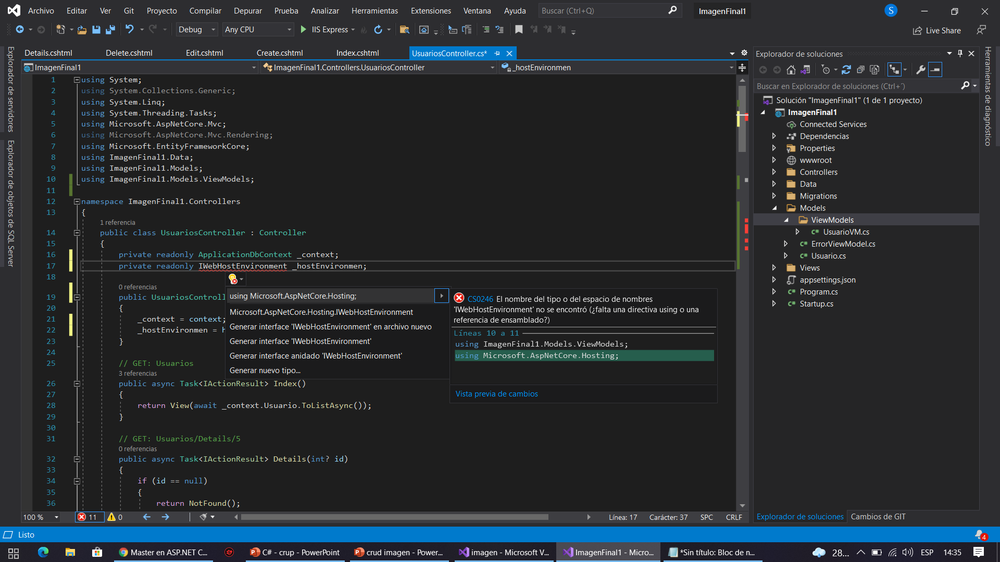 Archivo Editar Ver Git Proyecto Compilar Depurar Prueba Analizar Herramientas Extensiones Ventana Ayuda Buscar (Ctrl+Q) ImagenFinal1 S
Debug Any CPU IIS Express Live Share
Explorador de servidores
Explorador de objetos de SQL Server
Details.cshtml Delete.cshtml Edit.cshtml Create.cshtml Index.cshtml UsuariosController.cs*
ImagenFinal1 ImagenFinal1.Controllers.UsuariosController _hostEnvironmen
1 using System;
2 using System.Collections.Generic;
3 using System.Linq;
4 using System.Threading.Tasks;
5 using Microsoft.AspNetCore.Mvc;
6 using Microsoft.AspNetCore.Mvc.Rendering;
7 using Microsoft.EntityFrameworkCore;
8 using ImagenFinal1.Data;
9 using ImagenFinal1.Models;
10 using ImagenFinal1.Models.ViewModels;
11
12 namespace ImagenFinal1.Controllers
13 {
1 referencia
14 public class UsuariosController : Controller
15 {
16 private readonly ApplicationDbContext _context;
17 private readonly IWebHostEnvironment _hostEnvironmen;
18
0 referencias
19 public UsuariosControll
20 {
21 _context = context;
22 _hostEnvironmen = h
23 }
24
25 // GET: Usuarios
3 referencias
26 public async Task<IActionResult> Index()
27 {
28 return View(await _context.Usuario.ToListAsync());
29 }
30
31 // GET: Usuarios/Details/5
0 referencias
32 public async Task<IActionResult> Details(int? id)
33 {
34 if (id == null)
35 {
36 return NotFound();
using Microsoft.AspNetCore.Hosting;
Microsoft.AspNetCore.Hosting.IWebHostEnvironment
Generar interface 'IWebHostEnvironment' en archivo nuevo
Generar interface 'IWebHostEnvironment'
Generar interface anidado 'IWebHostEnvironment'
Generar nuevo tipo...
CS0246 El nombre del tipo o del espacio de nombres
'IWebHostEnvironment' no se encontró (¿falta una directiva using o una
referencia de ensamblado?)
Líneas 10 a 11
using ImagenFinal1.Models.ViewModels;
using Microsoft.AspNetCore.Hosting;
Vista previa de cambios
100 % 11 0 Línea: 17 Carácter: 37 SPC CRLF
Explorador de soluciones
Buscar en Explorador de soluciones (Ctrl+´)
Solución "ImagenFinal1" (1 de 1 proyecto)
ImagenFinal1
Connected Services
Dependencias
Properties
wwwroot
Controllers
Data
Migrations
Models
ViewModels
C# UsuarioVM.cs
C# ErrorViewModel.cs
C# Usuario.cs
Views
appsettings.json
C# Program.cs
C# Startup.cs
Explorador de soluciones Cambios de GIT
Herramientas de diagnóstico
Listo 4
Master en ASP.NET C... C# - crup - PowerPoint crud imagen - Power... imagen - Microsoft V... ImagenFinal1 - Micro... *Sin título: Bloc de n... 28... ESP 14:35